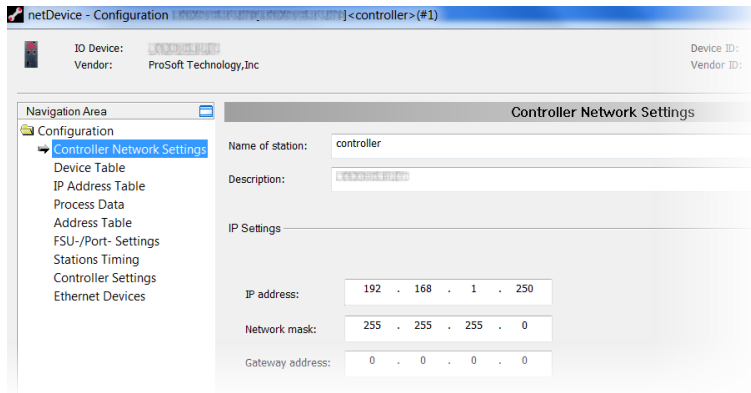 netDevice - Configuration ]<controller>(#1)
IO Device:
Device ID:
Vendor: ProSoft Technology,Inc
Vendor ID:
Navigation Area
Controller Network Settings
Configuration
Controller Network Settings
Device Table
IP Address Table
Process Data
Address Table
FSU-/Port- Settings
Stations Timing
Controller Settings
Ethernet Devices
Name of station: controller
Description:
IP Settings
IP address: 192 . 168 . 1 . 250
Network mask: 255 . 255 . 255 . 0
Gateway address: 0 . 0 . 0 . 0